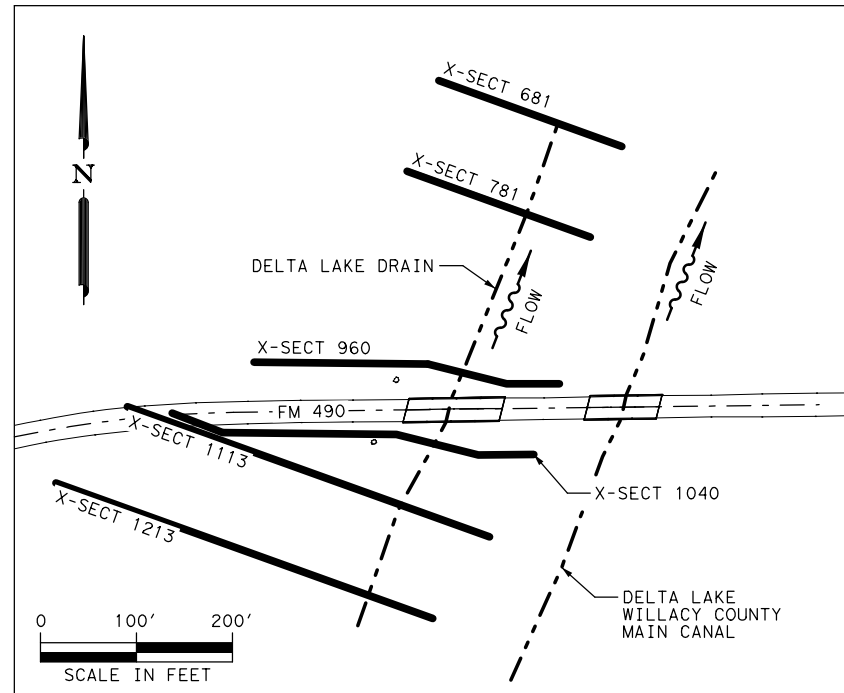 X-SECT 681
N
X-SECT 781
DELTA LAKE DRAIN
FLOW
FLOW
X-SECT 960
FM 490
X-SECT 1113
X-SECT 1040
X-SECT 1213
DELTA LAKE
WILLACY COUNTY
MAIN CANAL
0 100' 200'
SCALE IN FEET